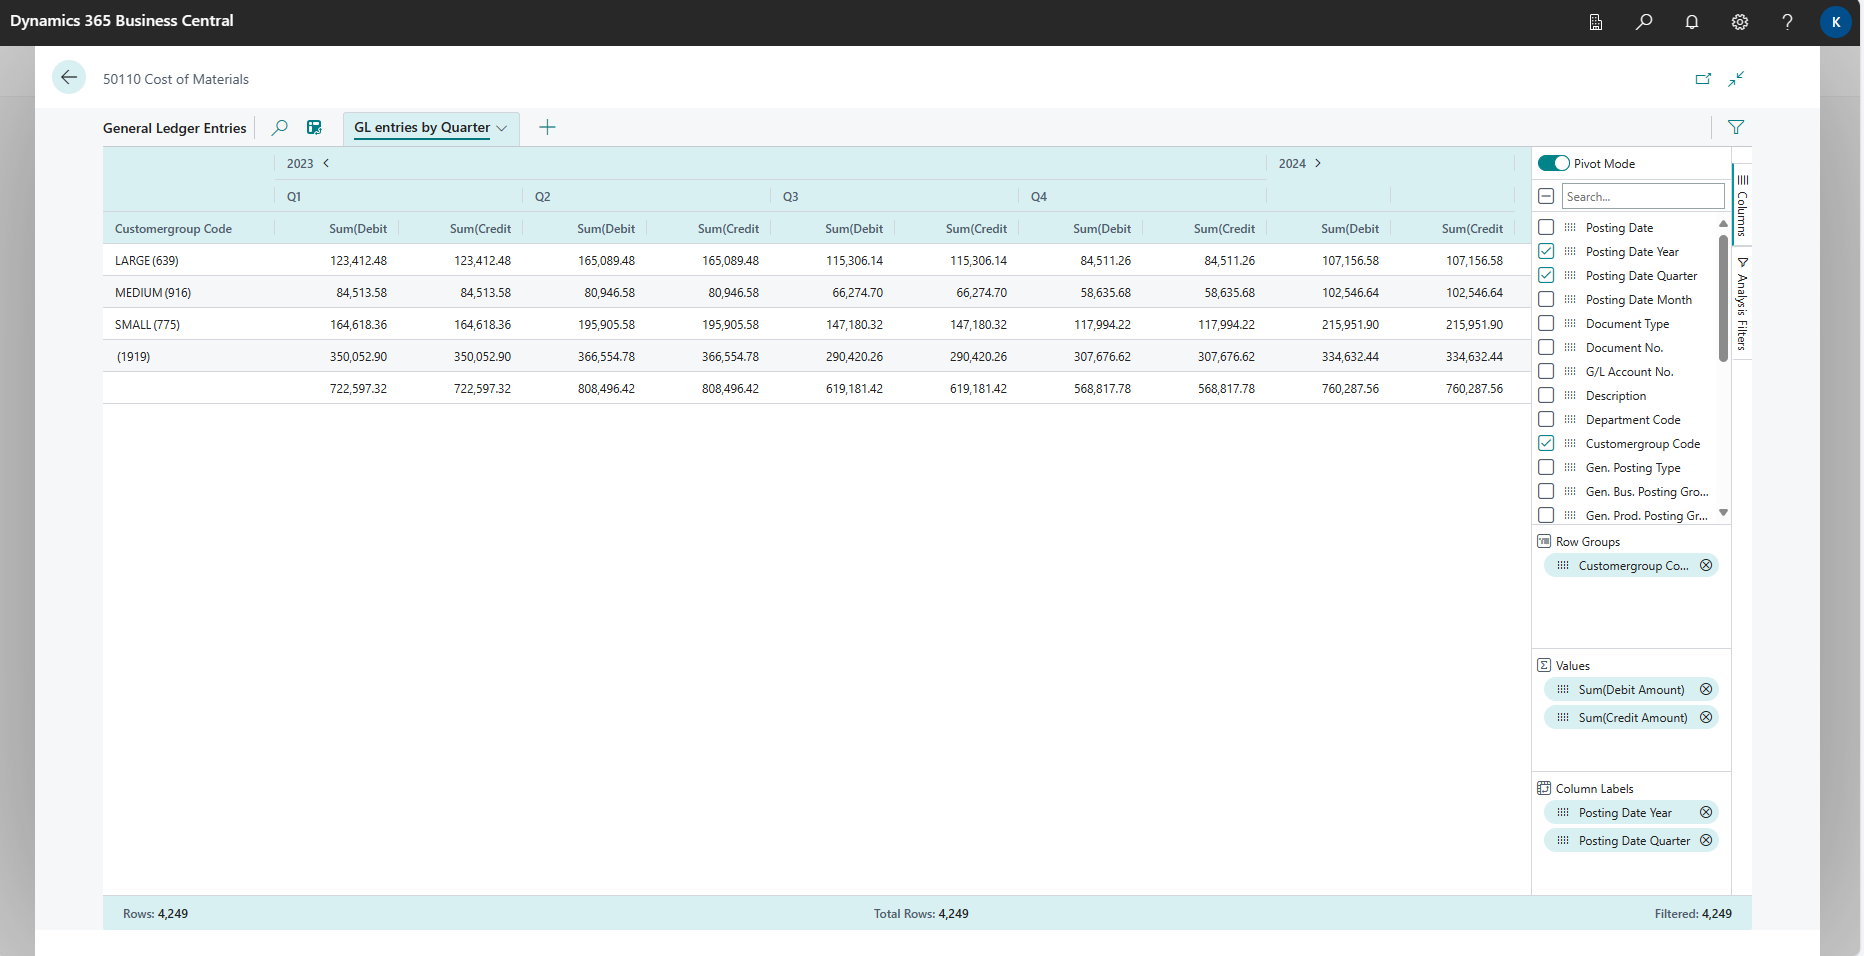 Dynamics 365 Business Central
K
50110 Cost of Materials
General Ledger Entries
GL entries by Quarter
2023
2024
Q1 Q2 Q3 Q4
Customergroup Code Sum(Debit Sum(Credit Sum(Debit Sum(Credit Sum(Debit Sum(Credit Sum(Debit Sum(Credit Sum(Debit Sum(Credit
LARGE (639) 123,412.48 123,412.48 165,089.48 165,089.48 115,306.14 115,306.14 84,511.26 84,511.26 107,156.58 107,156.58
MEDIUM (916) 84,513.58 84,513.58 80,946.58 80,946.58 66,274.70 66,274.70 58,635.68 58,635.68 102,546.64 102,546.64
SMALL (775) 164,618.36 164,618.36 195,905.58 195,905.58 147,180.32 147,180.32 117,994.22 117,994.22 215,951.90 215,951.90
(1919) 350,052.90 350,052.90 366,554.78 366,554.78 290,420.26 290,420.26 307,676.62 307,676.62 334,632.44 334,632.44
722,597.32 722,597.32 808,496.42 808,496.42 619,181.42 619,181.42 568,817.78 568,817.78 760,287.56 760,287.56
Pivot Mode
Search...
Posting Date
Posting Date Year
Posting Date Quarter
Posting Date Month
Document Type
Document No.
G/L Account No.
Description
Department Code
Customergroup Code
Gen. Posting Type
Gen. Bus. Posting Gro...
Gen. Prod. Posting Gr...
Row Groups
Customergroup Co...
Values
Sum(Debit Amount)
Sum(Credit Amount)
Column Labels
Posting Date Year
Posting Date Quarter
Columns
Analysis Filters
Rows: 4,249
Total Rows: 4,249
Filtered: 4,249